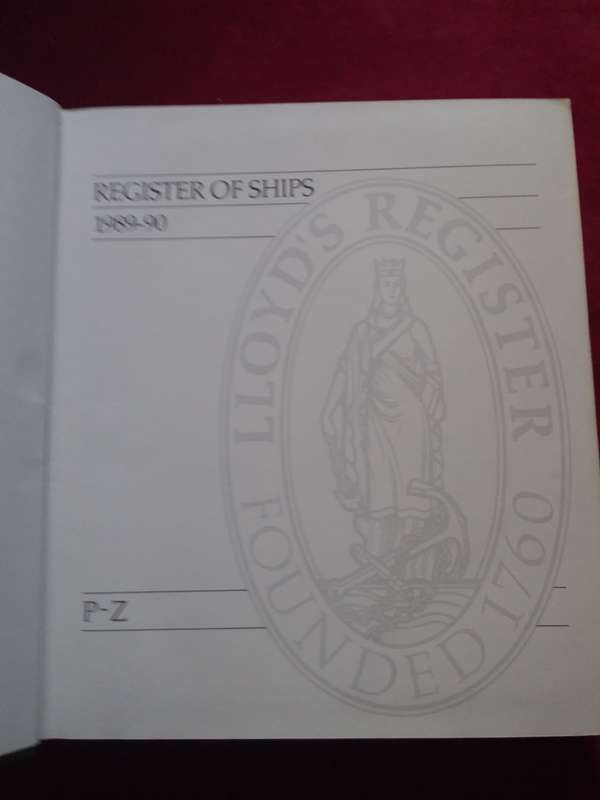 REGISTER OF SHIPS
1989-90
LLOYD'S REGISTER
FOUNDED 1760
P-Z